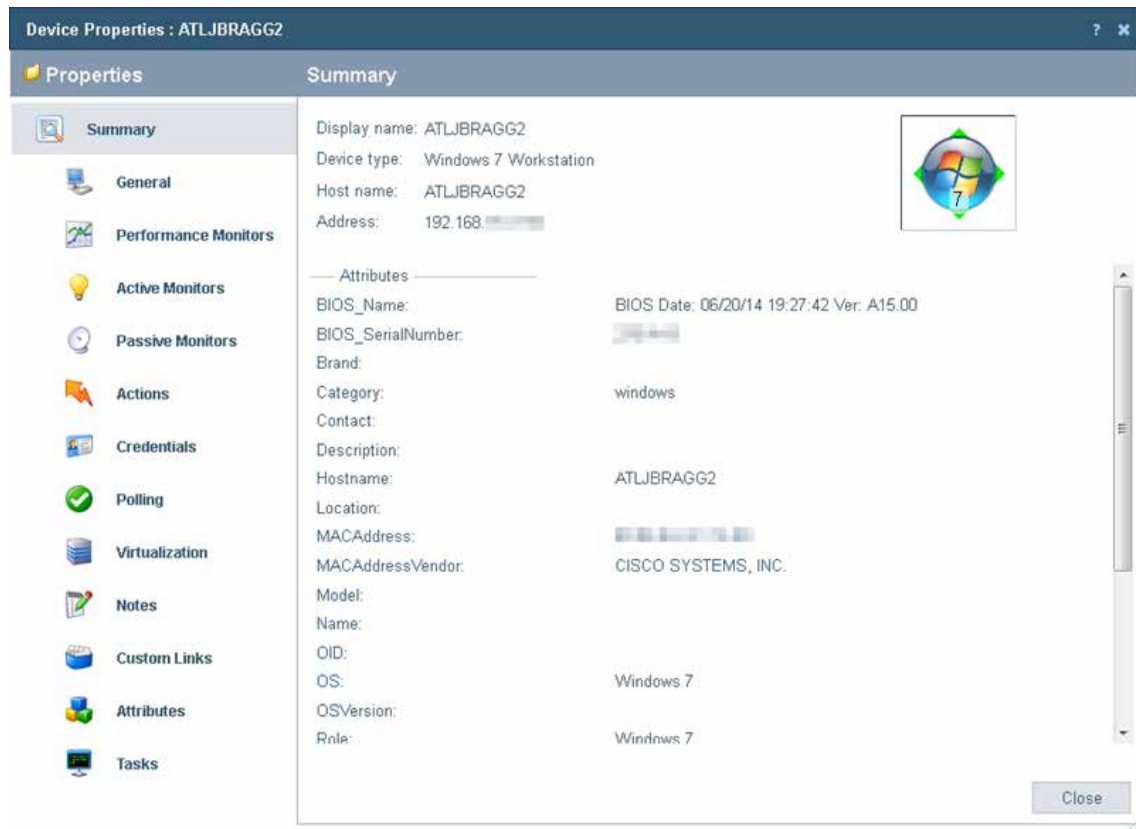 Device Properties : ATLJBRAGG2
? ×
Properties
Summary
Summary
General
Performance Monitors
Active Monitors
Passive Monitors
Actions
Credentials
Polling
Virtualization
Notes
Custom Links
Attributes
Tasks
Display name: ATLJBRAGG2
Device type: Windows 7 Workstation
Host name: ATLJBRAGG2
Address: 192.168.
7
Attributes
BIOS_Name: BIOS Date: 06/20/14 19:27:42 Ver: A15.00
BIOS_SerialNumber:
Brand:
Category: windows
Contact:
Description:
Hostname: ATLJBRAGG2
Location:
MACAddress:
MACAddressVendor: CISCO SYSTEMS, INC.
Model:
Name:
OID:
OS: Windows 7
OSVersion:
Role: Windows 7
Close